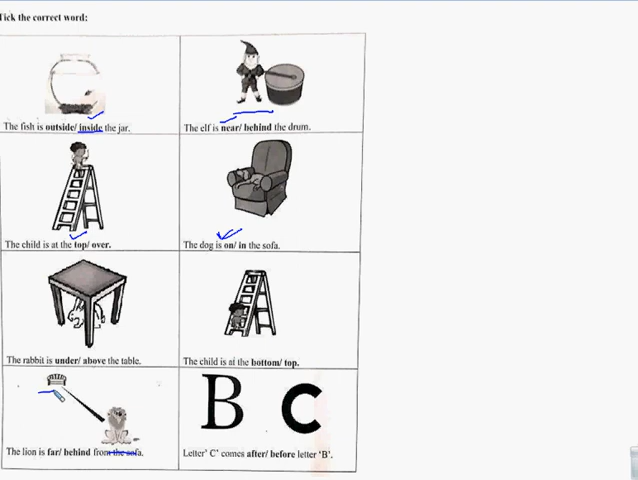 Tick the correct word:
The fish is outside/ inside the jar.
The elf is near/ behind the drum.
The child is at the top/ over.
The dog is on/ in the sofa.
The rabbit is under/ above the table.
The child is at the bottom/ top.
B C
The lion is far/ behind from the sofa.
Letter' C' comes after/ before letter 'B'.